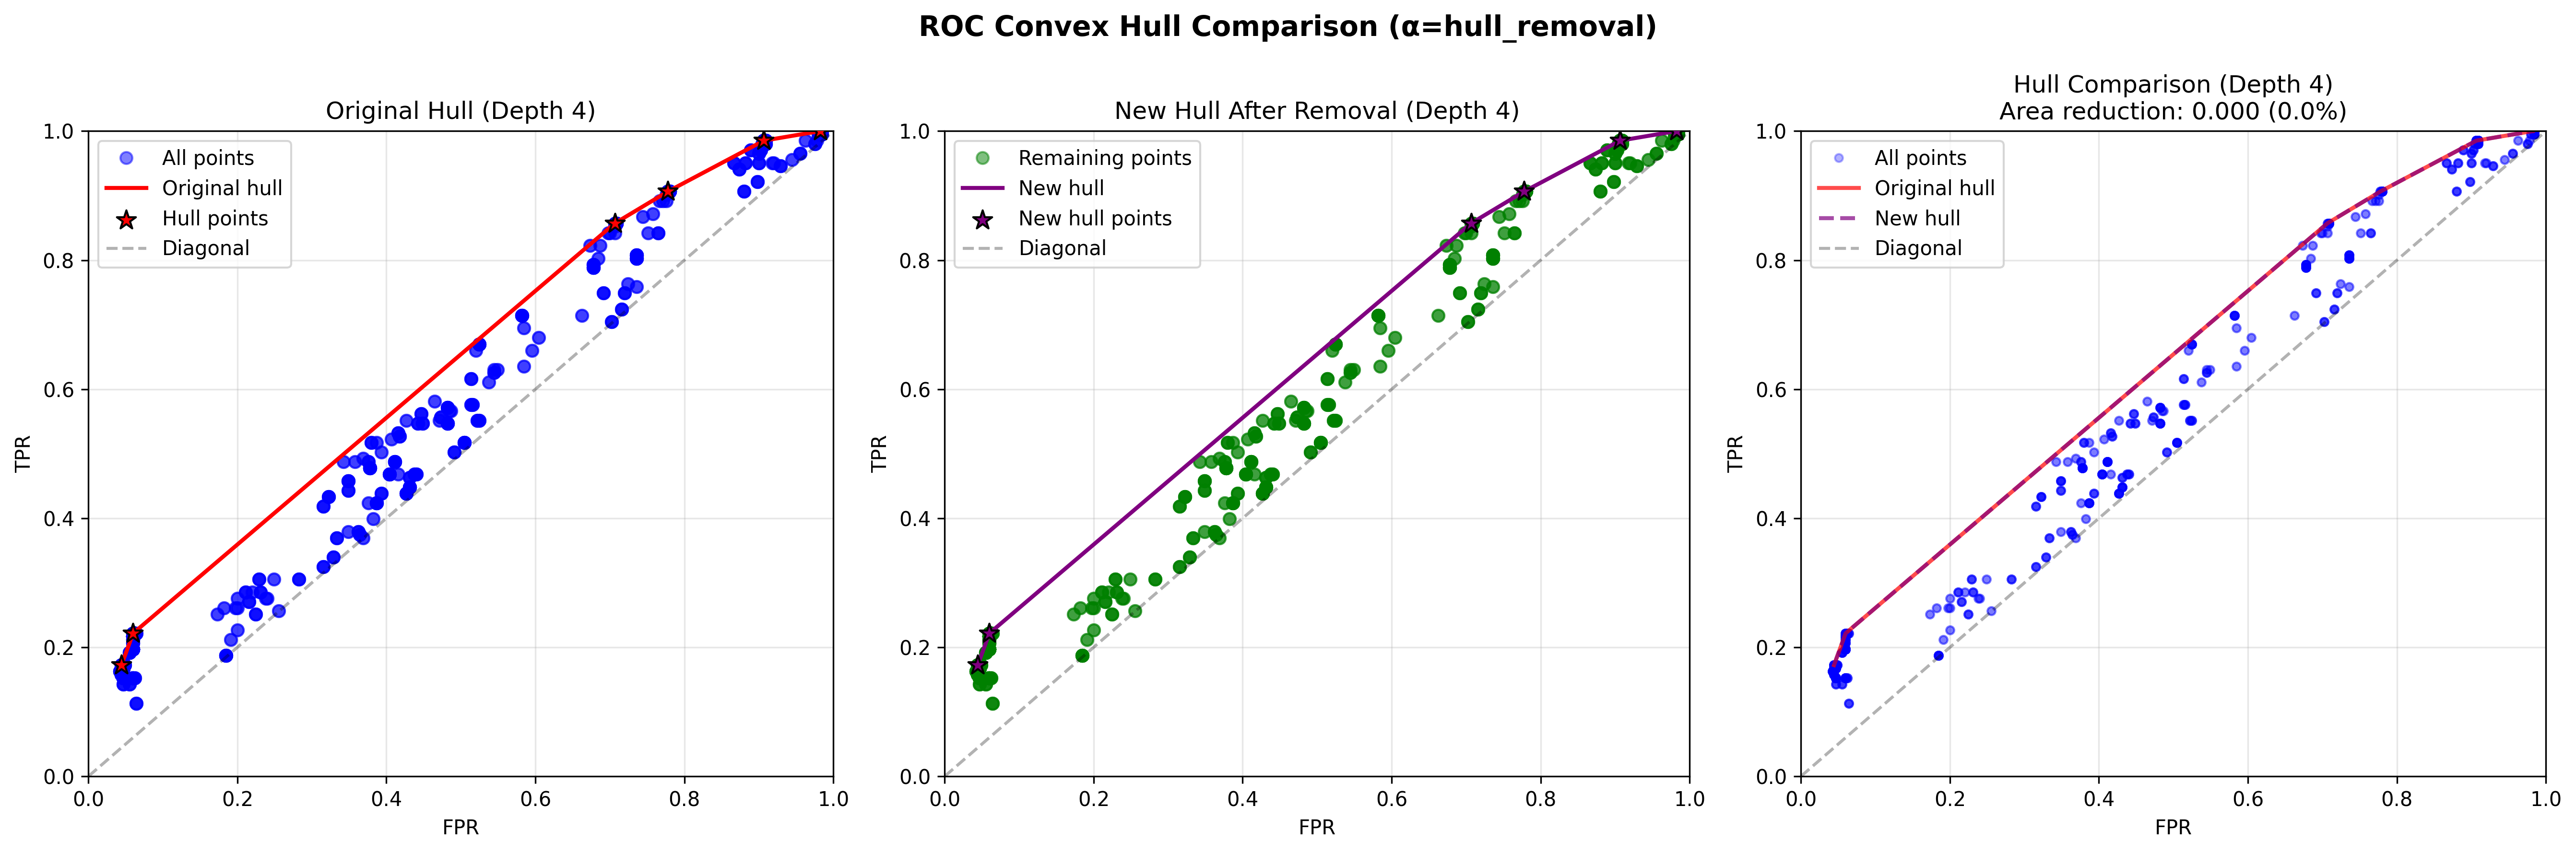 ROC Convex Hull Comparison (α=hull_removal)
Original Hull (Depth 4)
All points
Original hull
Hull points
Diagonal
1.0
0.8
0.6
0.4
0.2
0.0
TPR
0.0 0.2 0.4 0.6 0.8 1.0
FPR
New Hull After Removal (Depth 4)
Remaining points
New hull
New hull points
Diagonal
1.0
0.8
0.6
0.4
0.2
0.0
TPR
0.0 0.2 0.4 0.6 0.8 1.0
FPR
Hull Comparison (Depth 4)
Area reduction: 0.000 (0.0%)
All points
Original hull
New hull
Diagonal
1.0
0.8
0.6
0.4
0.2
0.0
TPR
0.0 0.2 0.4 0.6 0.8 1.0
FPR